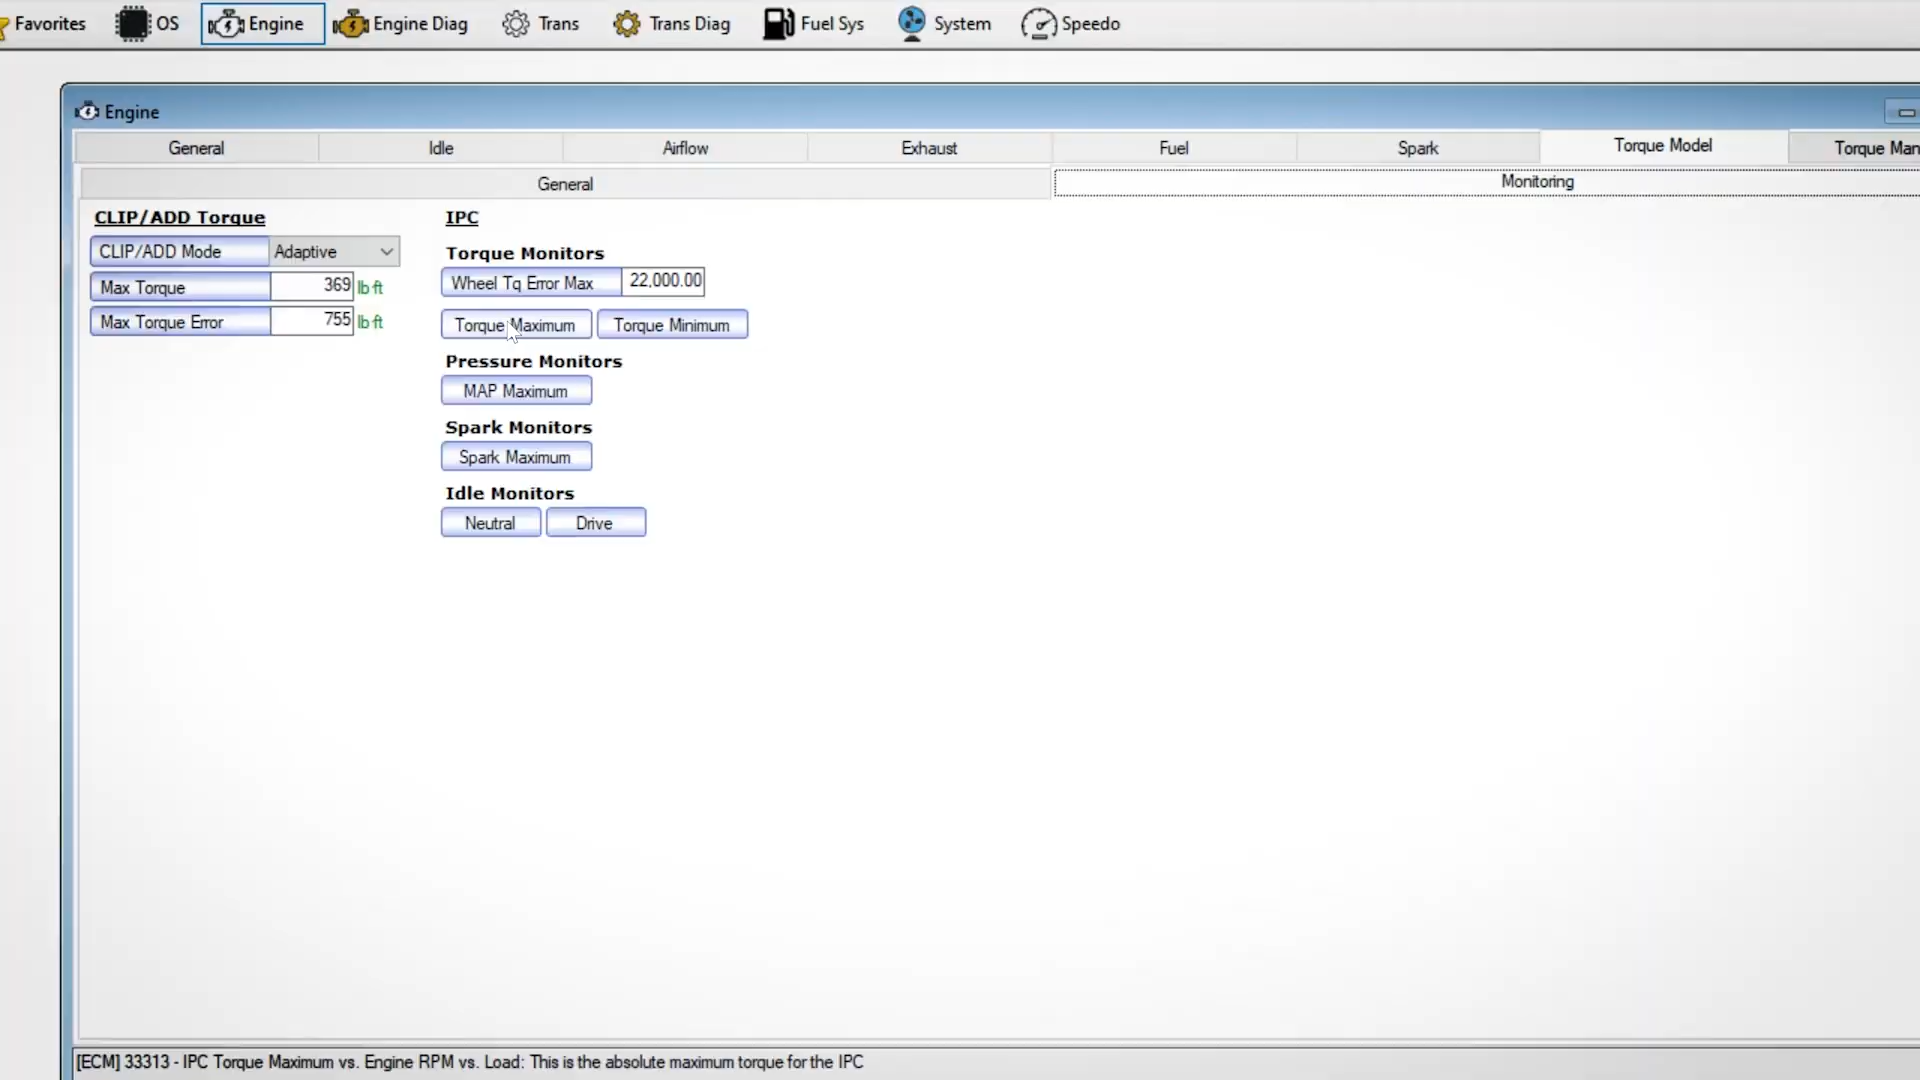 Favorites OS Engine Engine Diag Trans Trans Diag Fuel Sys System Speedo
Engine
General Idle Airflow Exhaust Fuel Spark Torque Model Torque Man
General Monitoring
CLIP/ADD Torque
CLIP/ADD Mode Adaptive
Max Torque 369 lb·ft
Max Torque Error 755 lb·ft
IPC
Torque Monitors
Wheel Tq Error Max 22,000.00
Torque Maximum Torque Minimum
Pressure Monitors
MAP Maximum
Spark Monitors
Spark Maximum
Idle Monitors
Neutral Drive
[ECM] 33313 - IPC Torque Maximum vs. Engine RPM vs. Load: This is the absolute maximum torque for the IPC